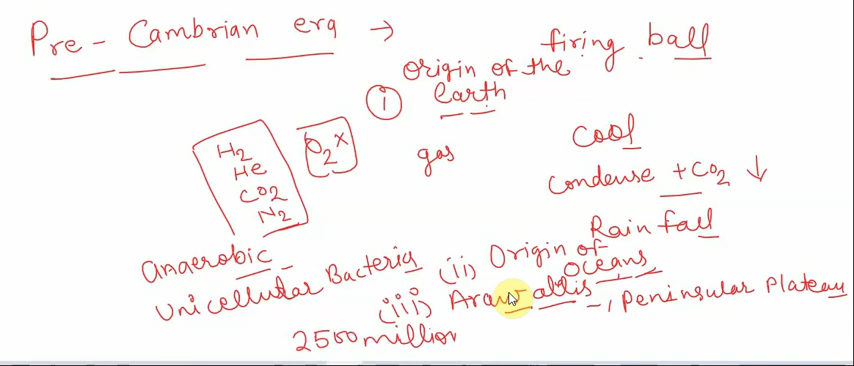 Pre - Cambrian era →
firing ball
(i) origin of the
Earth
gas
Cool
Condense + CO2 ↓
Rain fall
H2
He
CO2
N2
O2 x
Anaerobic
Unicellular Bacteria
(ii) Origin of
Oceans
(iii) Aravallis -, Peninsular Plateau
2500 million